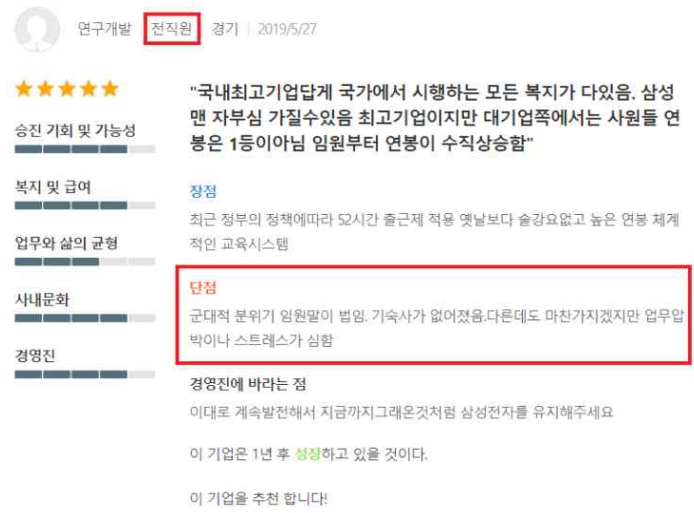 연구개발 전직원 경기 | 2019/5/27
"국내최고기업답게 국가에서 시행하는 모든 복지가 다있음. 삼성
맨 자부심 가질수있음 최고기업이지만 대기업쪽에서는 사원들 연
봉은 1등이아님 임원부터 연봉이 수직상승함"
승진 기회 및 가능성
복지 및 급여
업무와 삶의 균형
사내문화
경영진
장점
최근 정부의 정책에따라 52시간 출근제 적용 옛날보다 술강요없고 높은 연봉 체계
적인 교육시스템
단점
군대적 분위기 임원말이 법임. 기숙사가 없어졌음.다른데도 마찬가지겠지만 업무압
박이나 스트레스가 심함
경영진에 바라는 점
이대로 계속발전해서 지금까지그래온것처럼 삼성전자를 유지해주세요
이 기업은 1년 후 성장하고 있을 것이다.
이 기업을 추천 합니다!